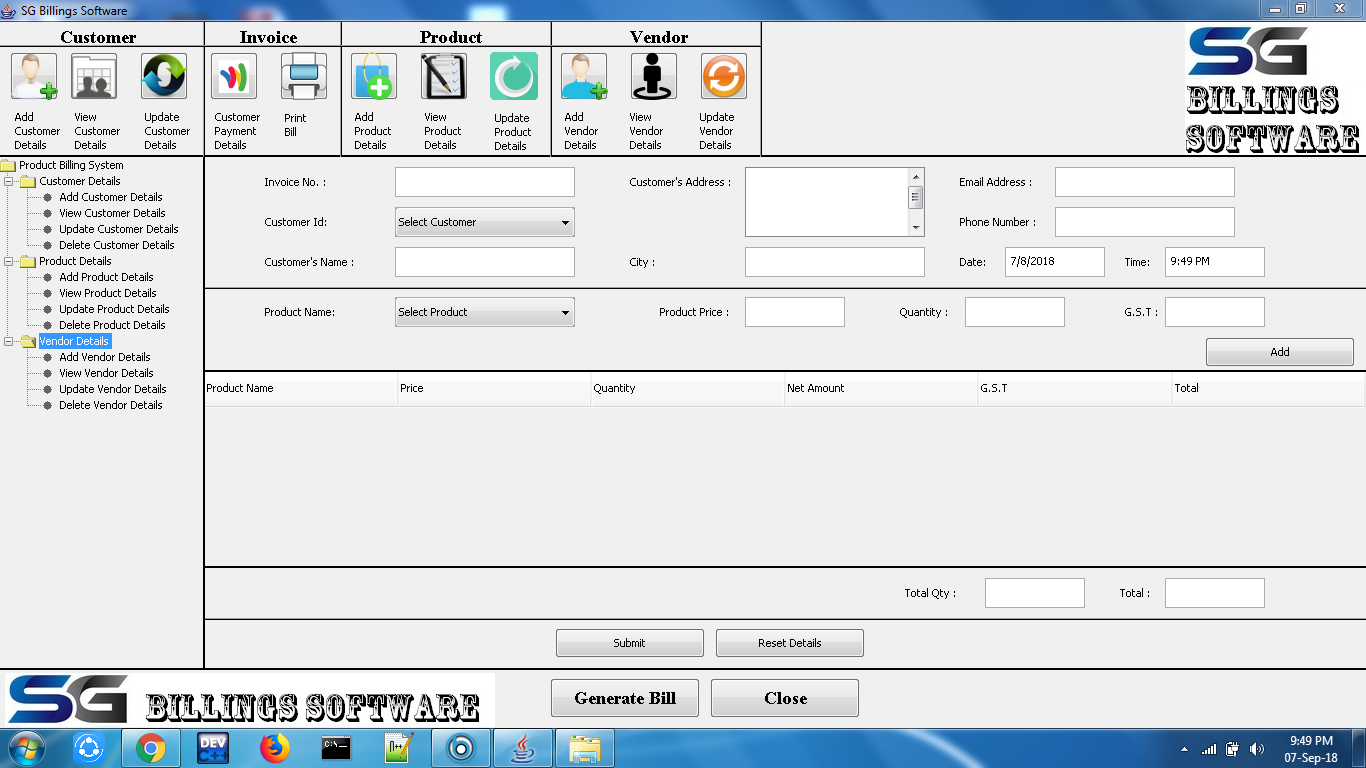 SG Billings Software
Customer
Invoice
Product
Vendor
Add Customer Details
View Customer Details
Update Customer Details
Customer Payment Details
Print Bill
Add Product Details
View Product Details
Update Product Details
Add Vendor Details
View Vendor Details
Update Vendor Details
SG
BILLINGS
SOFTWARE
Product Billing System
Customer Details
Add Customer Details
View Customer Details
Update Customer Details
Delete Customer Details
Product Details
Add Product Details
View Product Details
Update Product Details
Delete Product Details
Vendor Details
Add Vendor Details
View Vendor Details
Update Vendor Details
Delete Vendor Details
Invoice No. :
Customer's Address :
Email Address :
Customer Id:
Select Customer
Phone Number :
Customer's Name :
City :
Date:
7/8/2018
Time:
9:49 PM
Product Name:
Select Product
Product Price :
Quantity :
G.S.T :
Add
Product Name
Price
Quantity
Net Amount
G.S.T
Total
Total Qty :
Total :
Submit
Reset Details
SG BILLINGS SOFTWARE
Generate Bill
Close
DEV
C++
C:\
n++
9:49 PM
07-Sep-18